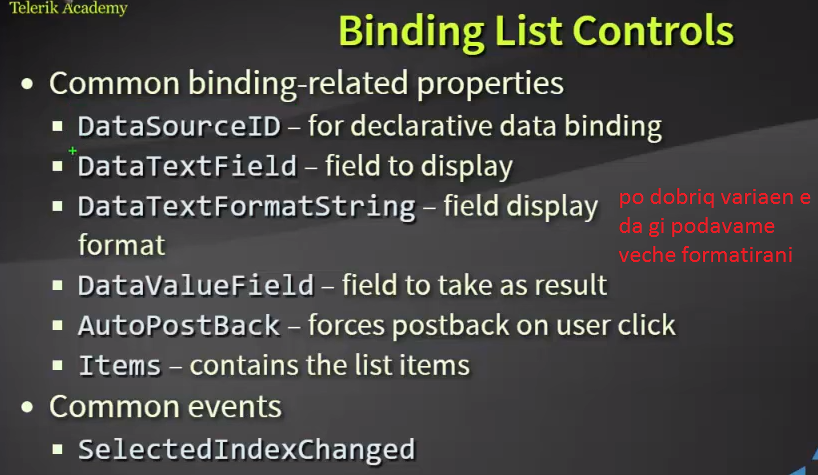 Telerik Academy
Binding List Controls
• Common binding-related properties
▪ DataSourceID – for declarative data binding
▪ DataTextField – field to display
▪ DataTextFormatString – field display
format
po dobriq variaen e
da gi podavame
veche formatirani
▪ DataValueField – field to take as result
▪ AutoPostBack – forces postback on user click
▪ Items – contains the list items
• Common events
▪ SelectedIndexChanged